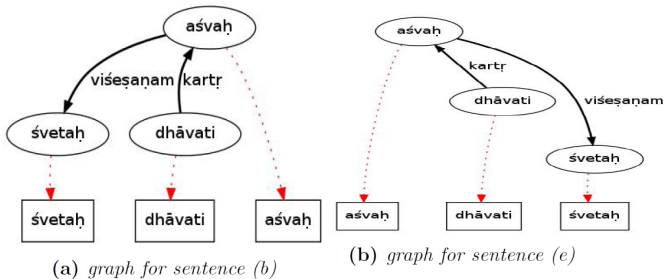 aśvaḥ
viśeṣaṇam kartṛ
śvetaḥ dhāvati
śvetaḥ dhāvati aśvaḥ
(a) graph for sentence (b)
aśvaḥ
kartṛ
dhāvati
viśeṣaṇam
śvetaḥ
aśvaḥ dhāvati śvetaḥ
(b) graph for sentence (e)